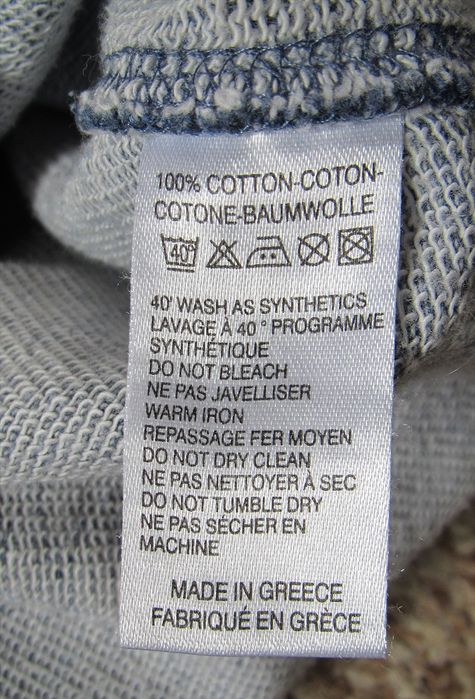 100% COTTON-COTON-
COTONE-BAUMWOLLE
40°
40° WASH AS SYNTHETICS
LAVAGE À 40 ° PROGRAMME
SYNTHÉTIQUE
DO NOT BLEACH
NE PAS JAVELLISER
WARM IRON
REPASSAGE FER MOYEN
DO NOT DRY CLEAN
NE PAS NETTOYER À SEC
DO NOT TUMBLE DRY
NE PAS SÉCHER EN
MACHINE
MADE IN GREECE
FABRIQUÉ EN GRÈCE